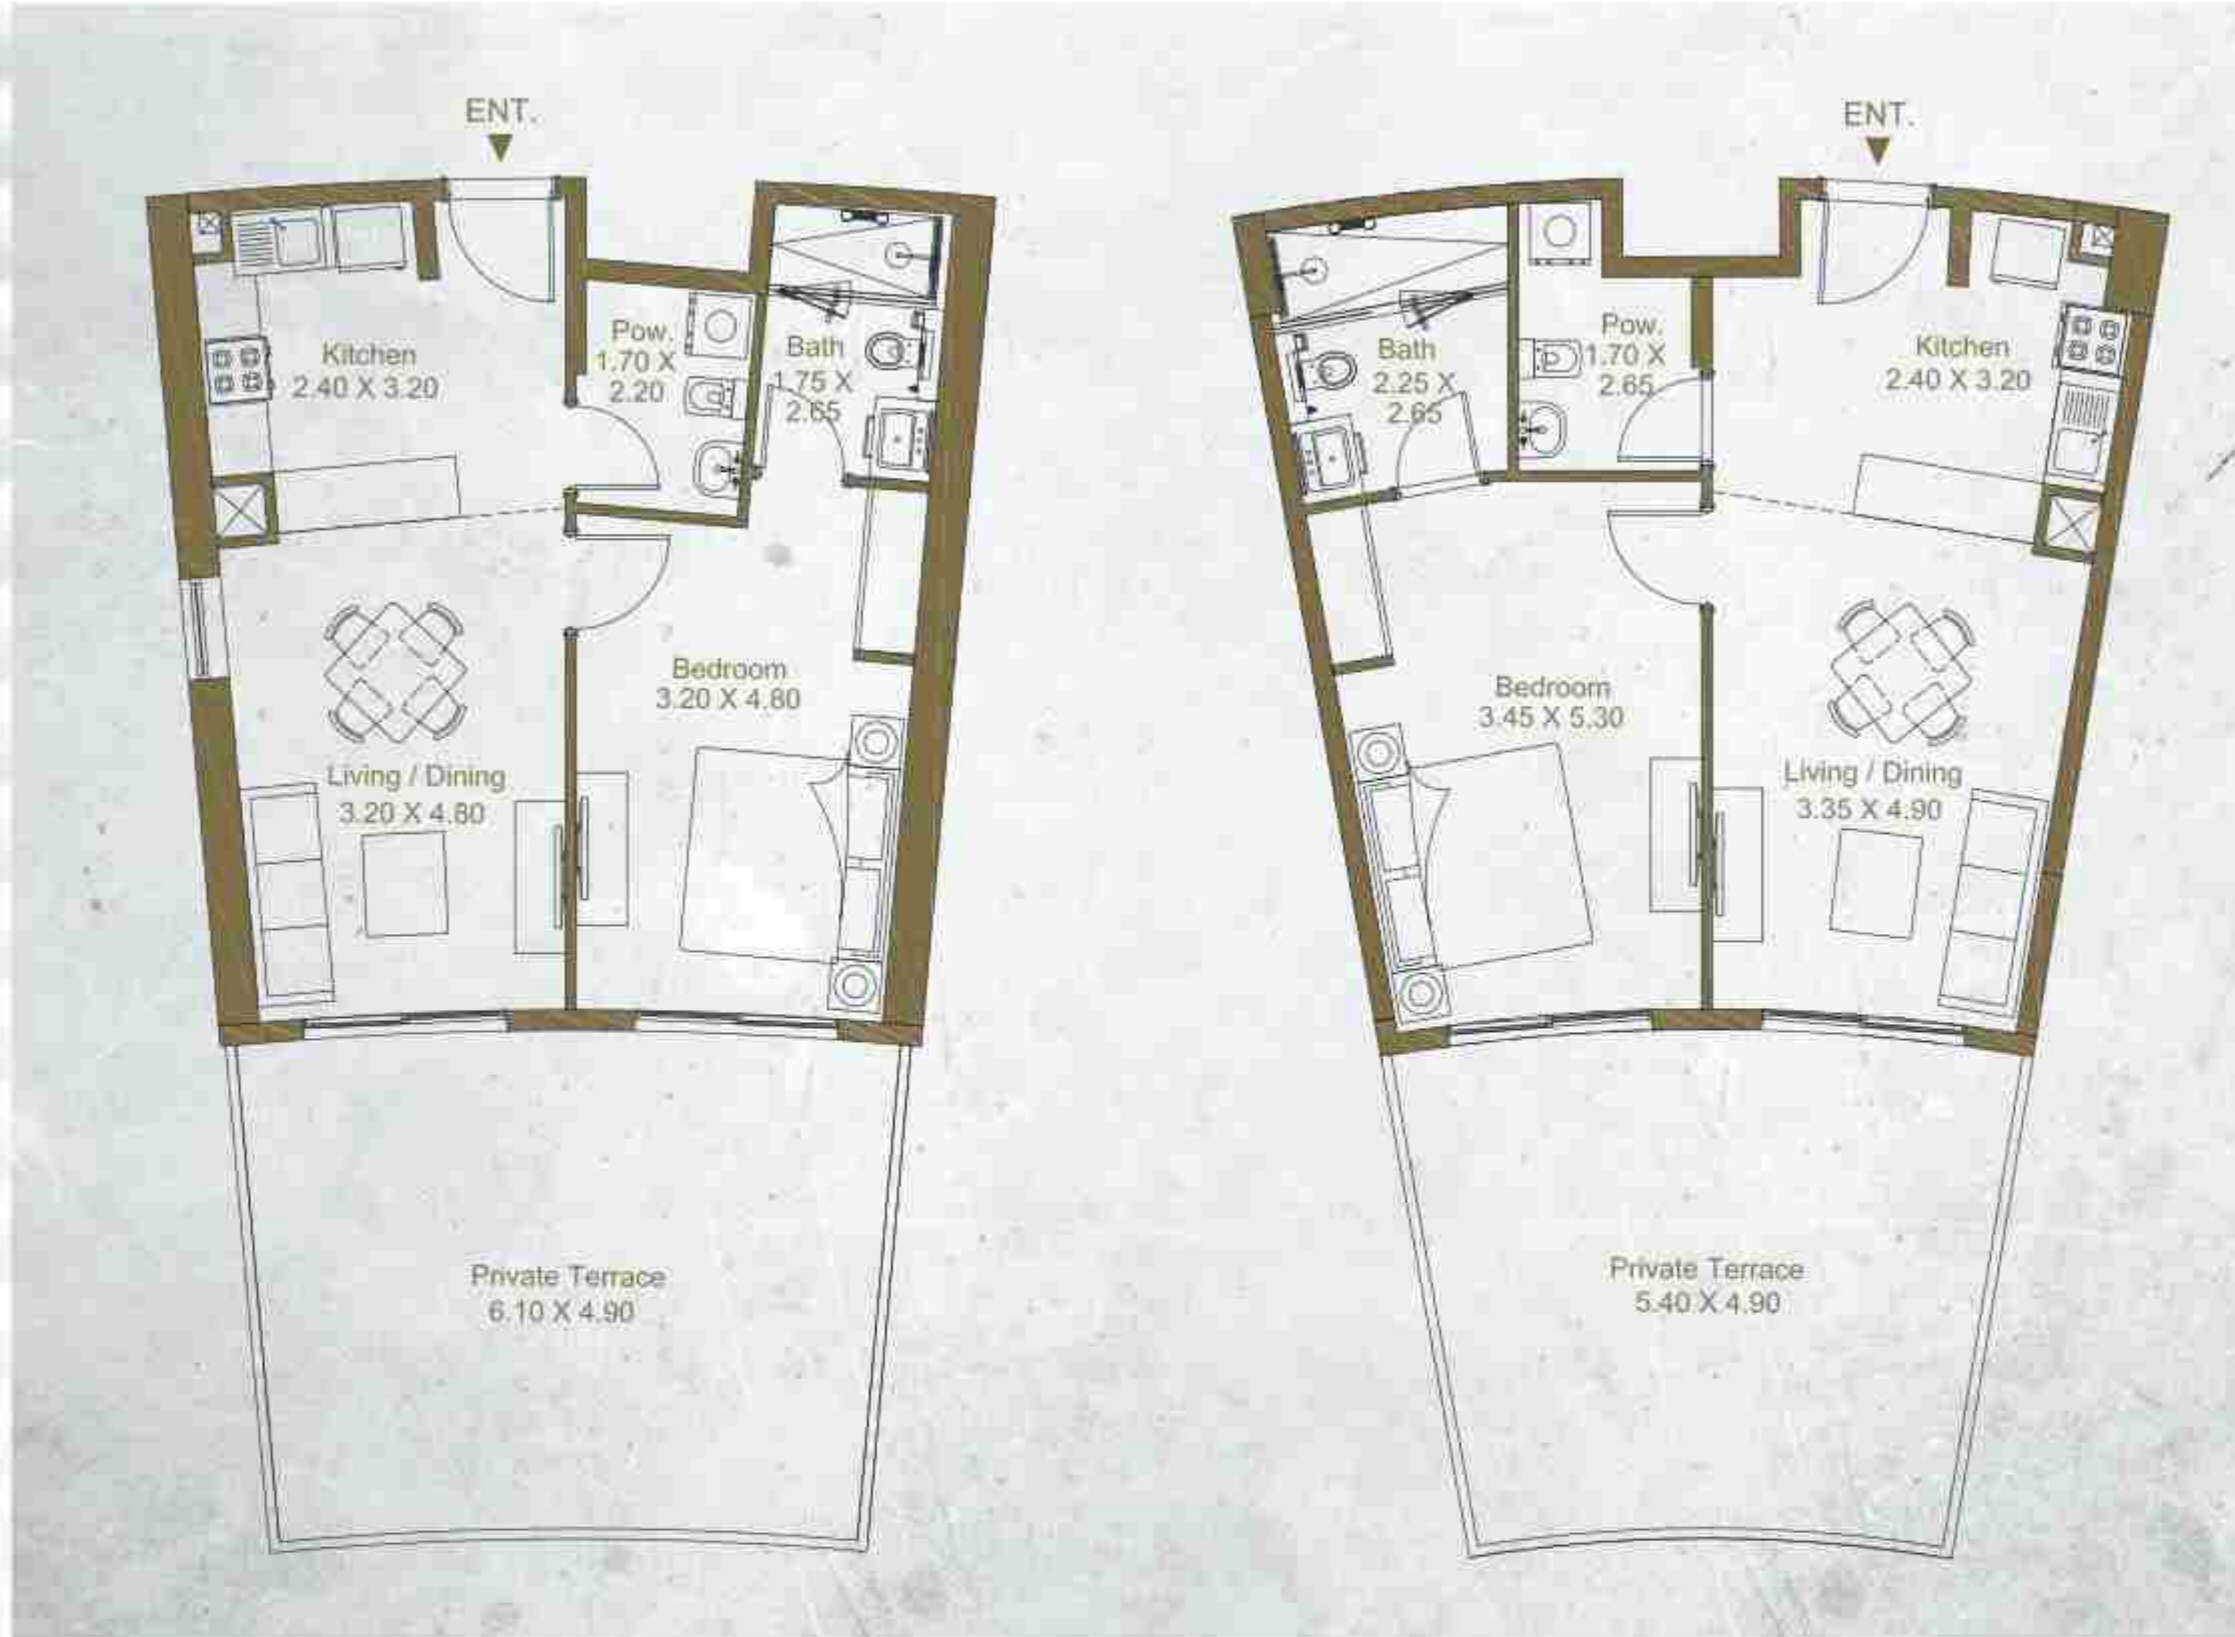 ENT.
Kitchen
2.40 X 3.20
Pow.
1.70 X
2.20
Bath
1.75 X
2.65
Bedroom
3.20 X 4.80
Living / Dining
3.20 X 4.80
Private Terrace
6.10 X 4.90
ENT.
Bath
2.25 X
2.65
Pow.
1.70 X
2.65
Kitchen
2.40 X 3.20
Bedroom
3.45 X 5.30
Living / Dining
3.35 X 4.90
Private Terrace
5.40 X 4.90